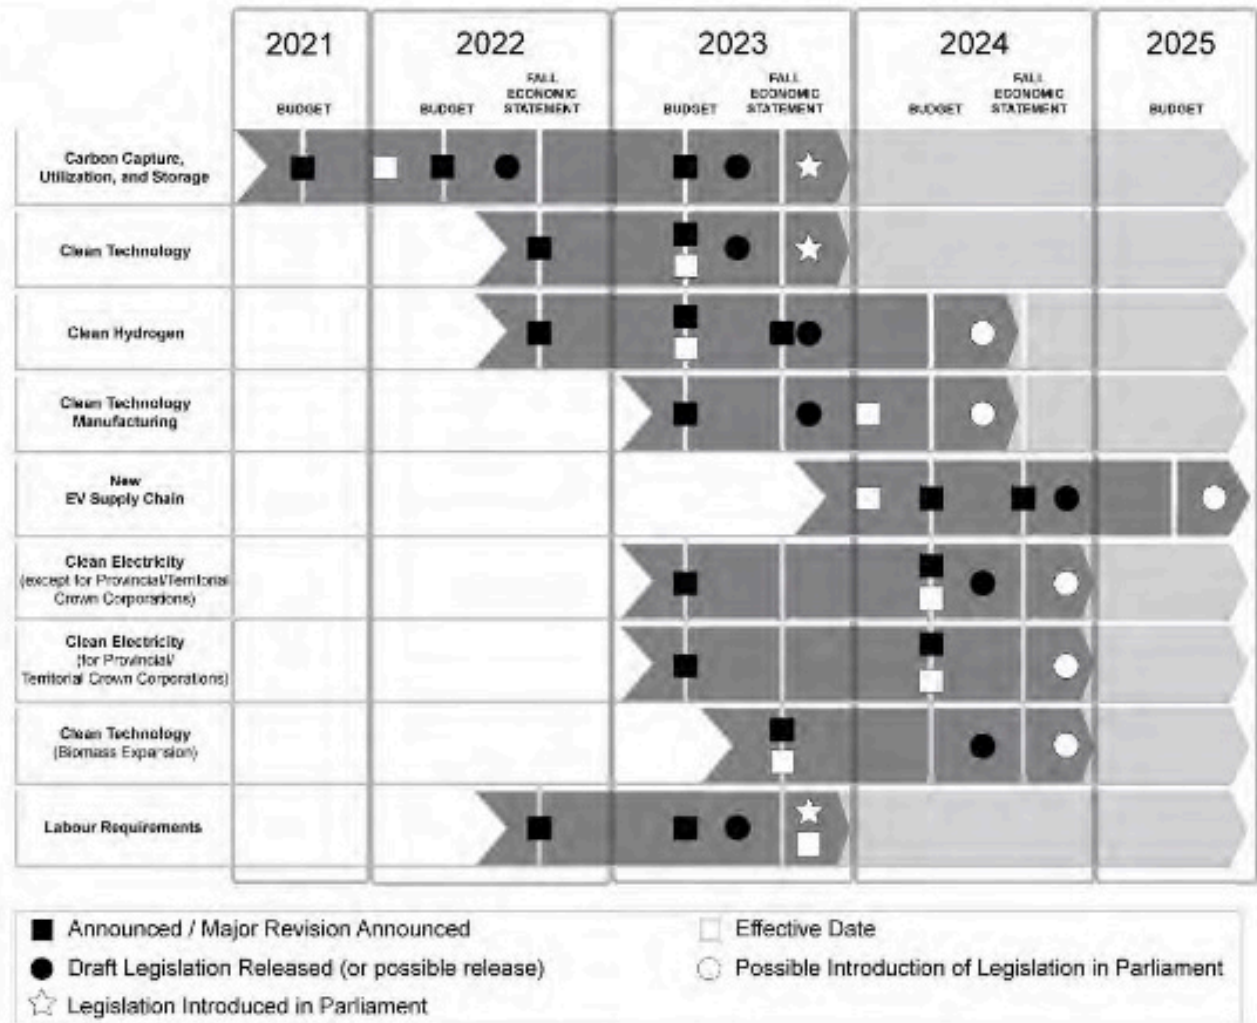 2021
2022
2023
2024
2025
BUDGET
BUDGET
FALL
ECONOMIC
STATEMENT
BUDGET
FALL
ECONOMIC
STATEMENT
BUDGET
FALL
ECONOMIC
STATEMENT
BUDGET
Carbon Capture,
Utilization, and Storage
Clean Technology
Clean Hydrogen
Clean Technology
Manufacturing
New
EV Supply Chain
Clean Electricity
(except for Provincial/Territorial
Crown Corporations)
Clean Electricity
(for Provincial/
Territorial Crown Corporations)
Clean Technology
(Biomass Expansion)
Labour Requirements
Announced / Major Revision Announced
Effective Date
Draft Legislation Released (or possible release)
Possible Introduction of Legislation in Parliament
Legislation Introduced in Parliament